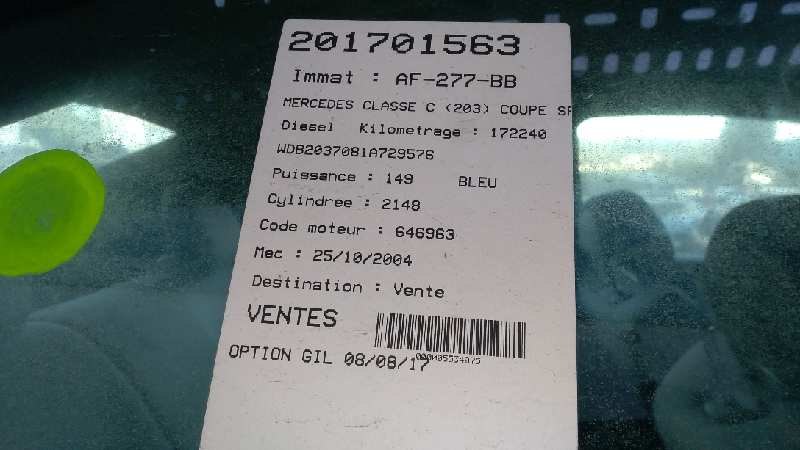 201701563
Immat : AF-277-BB
MERCEDES CLASSE C (203) COUPE SP
Diesel Kilometrage : 172240
WDB2037081A729576
Puissance : 149 BLEU
Cylindree : 2148
Code moteur : 646963
Mec : 25/10/2004
Destination : Vente
VENTES
OPTION GIL 08/08/17